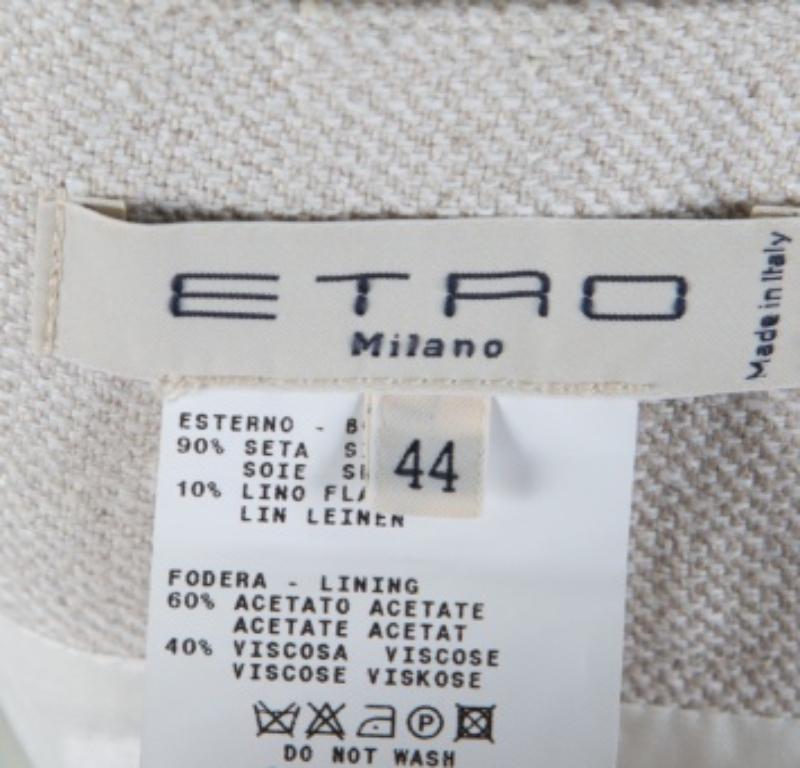 ETRO
Milano
Made in Italy
44
ESTERNO -
90% SETA
SOIE
10% LINO
LIN LEINEN
FODERA - LINING
60% ACETATO ACETATE
ACETATE ACETAT
40% VISCOSA VISCOSE
VISCOSE VISKOSE
P
DO NOT WASH